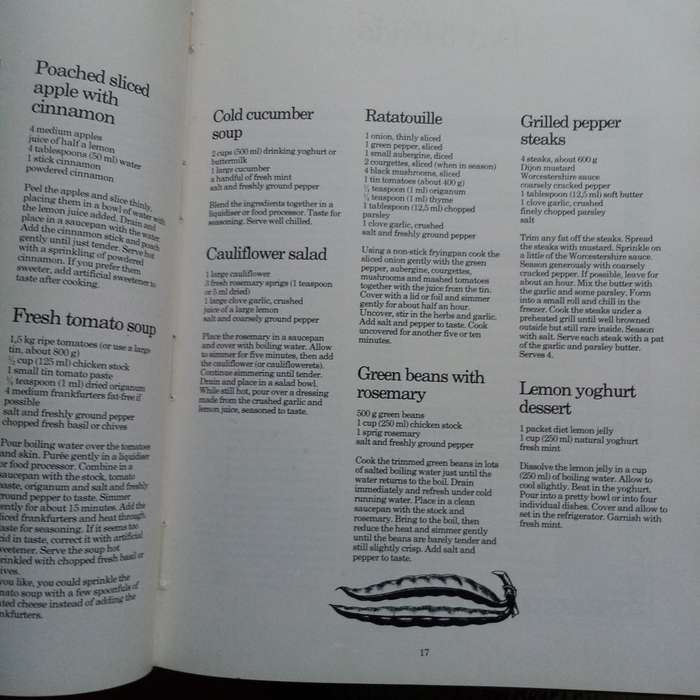 Poached sliced
apple with
cinnamon
4 medium apples
juice of half a lemon
4 tablespoons (50 ml) water
1 stick cinnamon
powdered cinnamon
Peel the apples and slice thinly,
placing them in a bowl of water with
the lemon juice added. Drain and
place in a saucepan with the water.
Add the cinnamon stick and poach
gently until just tender. Serve hot
with a sprinkling of powdered
cinnamon. If you prefer them
sweeter, add artificial sweetener to
taste after cooking.
Fresh tomato soup
1,5 kg ripe tomatoes (or use a large
tin, about 800 g)
½ cup (125 ml) chicken stock
1 small tin tomato paste
¼ teaspoon (1 ml) dried origanum
4 medium frankfurters fat-free if
possible
salt and freshly ground pepper
chopped fresh basil or chives
Pour boiling water over the tomatoes
and skin. Purée gently in a liquidiser
or food processor. Combine in a
saucepan with the stock, tomato
paste, origanum and salt and freshly
ground pepper to taste. Simmer
gently for about 15 minutes. Add the
sliced frankfurters and heat through.
Taste for seasoning. If it seems too
acid in taste, correct it with artificial
sweetener. Serve the soup hot
sprinkled with chopped fresh basil or
chives.
you like, you could sprinkle the
tomato soup with a few spoonfuls of
grated cheese instead of adding the
frankfurters.
Cold cucumber
soup
2 cups (500 ml) drinking yoghurt or
buttermilk
1 large cucumber
a handful of fresh mint
salt and freshly ground pepper
Blend the ingredients together in a
liquidiser or food processor. Taste for
seasoning. Serve well chilled.
Cauliflower salad
1 large cauliflower
3 fresh rosemary sprigs (1 teaspoon
or 5 ml dried)
1 large clove garlic, crushed
juice of a large lemon
salt and coarsely ground pepper
Place the rosemary in a saucepan
and cover with boiling water. Allow
to simmer for five minutes, then add
the cauliflower (or cauliflowerets).
Continue simmering until tender.
Drain and place in a salad bowl.
While still hot, pour over a dressing
made from the crushed garlic and
lemon juice, seasoned to taste.
Ratatouille
1 onion, thinly sliced
1 green pepper, sliced
1 small aubergine, diced
2 courgettes, sliced (when in season)
4 black mushrooms, sliced
1 tin tomatoes (about 400 g)
¼ teaspoon (1 ml) origanum
¼ teaspoon (1 ml) thyme
1 tablespoon (12,5 ml) chopped
parsley
1 clove garlic, crushed
salt and freshly ground pepper
Using a non-stick fryingpan cook the
sliced onion gently with the green
pepper, aubergine, courgettes,
mushrooms and mashed tomatoes
together with the juice from the tin.
Cover with a lid or foil and simmer
gently for about half an hour.
Uncover, stir in the herbs and garlic.
Add salt and pepper to taste. Cook
uncovered for another five or ten
minutes.
Green beans with
rosemary
500 g green beans
1 cup (250 ml) chicken stock
1 sprig rosemary
salt and freshly ground pepper
Cook the trimmed green beans in lots
of salted boiling water just until the
water returns to the boil. Drain
immediately and refresh under cold
running water. Place in a clean
saucepan with the stock and
rosemary. Bring to the boil, then
reduce the heat and simmer gently
until the beans are barely tender and
still slightly crisp. Add salt and
pepper to taste.
Grilled pepper
steaks
4 steaks, about 600 g
Dijon mustard
Worcestershire sauce
coarsely cracked pepper
1 tablespoon (12,5 ml) soft butter
1 clove garlic, crushed
finely chopped parsley
salt
Trim any fat off the steaks. Spread
the steaks with mustard. Sprinkle on
a little of the Worcestershire sauce.
Season generously with coarsely
cracked pepper. If possible, leave for
about an hour. Mix the butter with
the garlic and some parsley. Form
into a small roll and chill in the
freezer. Cook the steaks under a
preheated grill until well browned
outside but still rare inside. Season
with salt. Serve each steak with a pat
of the garlic and parsley butter.
Serves 4.
Lemon yoghurt
dessert
1 packet diet lemon jelly
1 cup (250 ml) natural yoghurt
fresh mint
Dissolve the lemon jelly in a cup
(250 ml) of boiling water. Allow to
cool slightly. Beat in the yoghurt.
Pour into a pretty bowl or into four
individual dishes. Cover and allow to
set in the refrigerator. Garnish with
fresh mint.
17